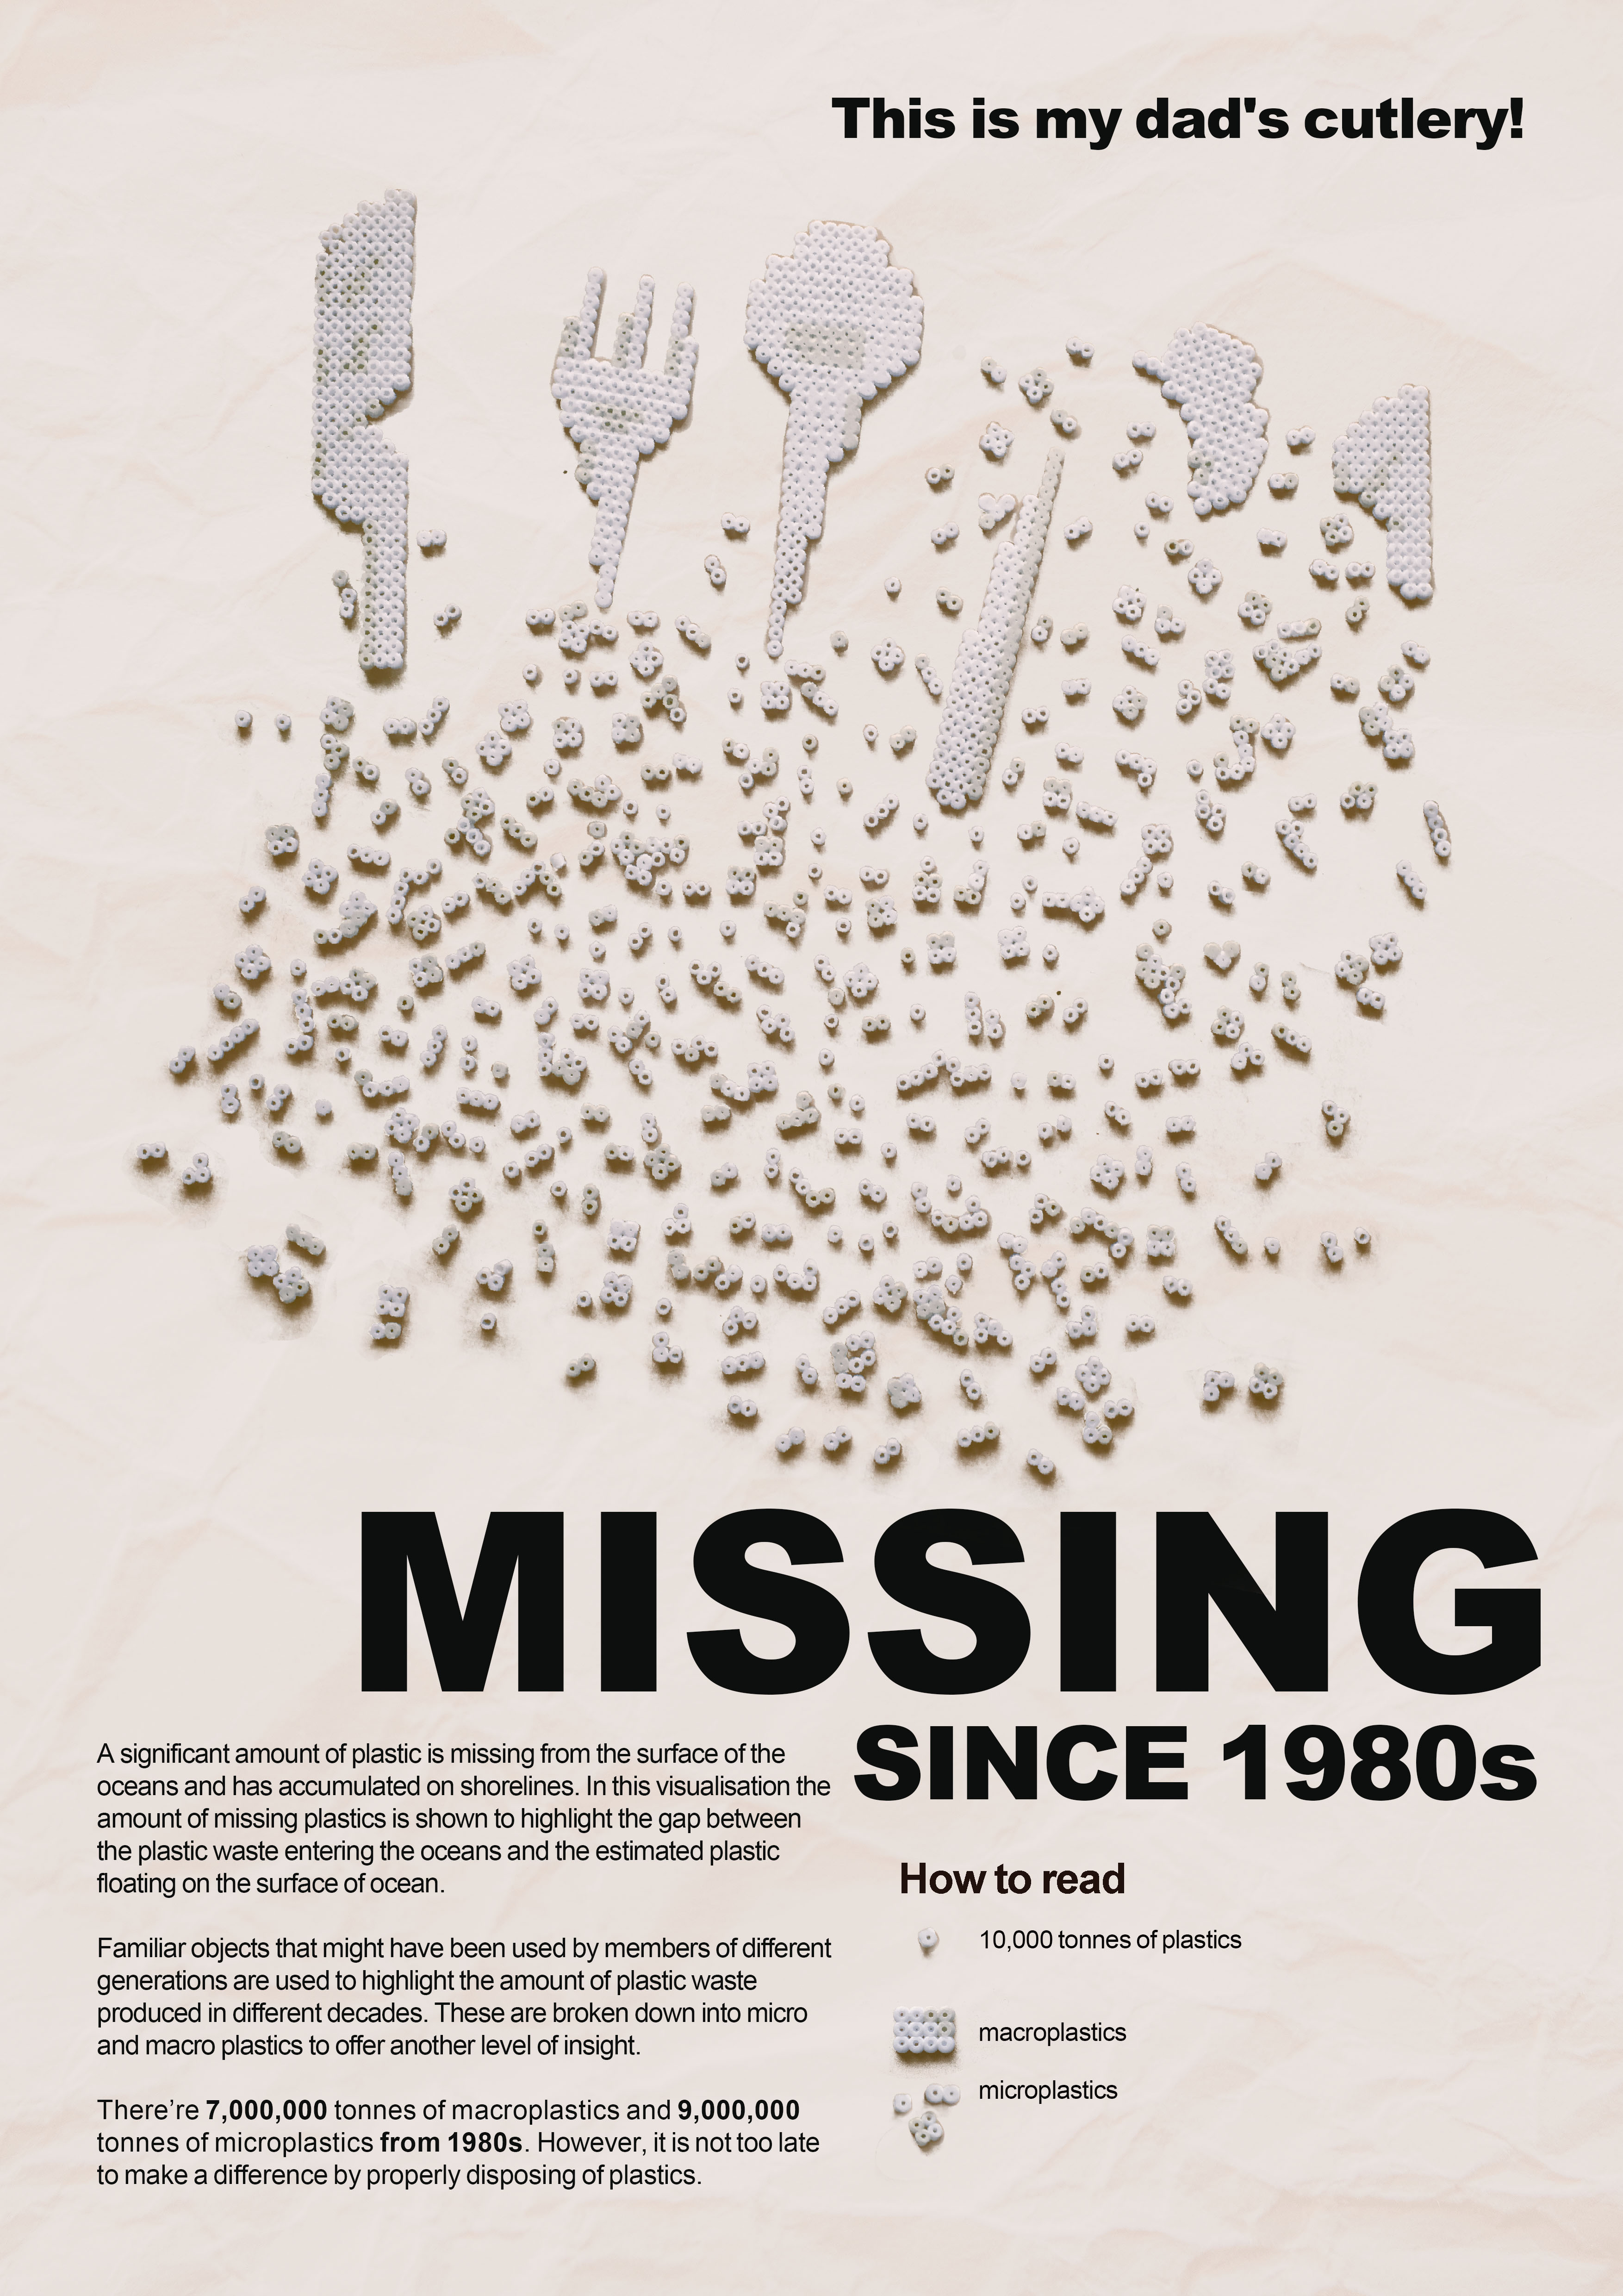 This is my dad's cutlery!
MISSING
SINCE 1980s
A significant amount of plastic is missing from the surface of the
oceans and has accumulated on shorelines. In this visualisation the
amount of missing plastics is shown to highlight the gap between
the plastic waste entering the oceans and the estimated plastic
floating on the surface of ocean.
Familiar objects that might have been used by members of different
generations are used to highlight the amount of plastic waste
produced in different decades. These are broken down into micro
and macro plastics to offer another level of insight.
There’re 7,000,000 tonnes of macroplastics and 9,000,000
tonnes of microplastics from 1980s. However, it is not too late
to make a difference by properly disposing of plastics.
How to read
10,000 tonnes of plastics
macroplastics
microplastics